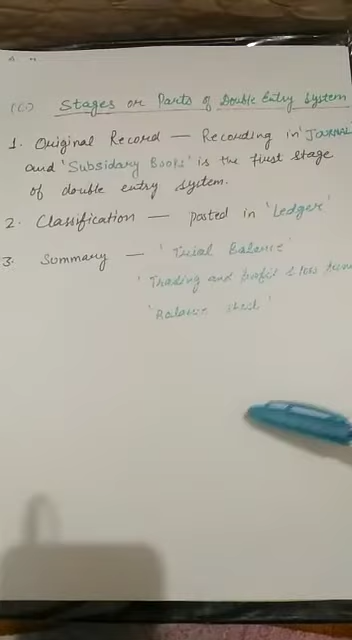 (C) Stages or Parts of Double Entry System
1. Original Record — Recording in 'JOURNAL'
and 'Subsidary Books' is the first stage
of double entry system.
2. Classification — posted in 'Ledger'
3. Summary — 'Trial Balance'
'Trading and profit & loss
'Balance sheet'